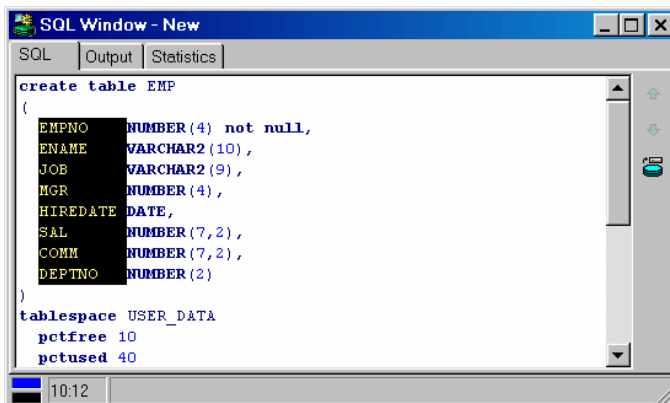 SQL Window - New
SQL Output Statistics
create table EMP
(
EMPNO NUMBER(4) not null,
ENAME VARCHAR2(10),
JOB VARCHAR2(9),
MGR NUMBER(4),
HIREDATE DATE,
SAL NUMBER(7,2),
COMM NUMBER(7,2),
DEPTNO NUMBER(2)
)
tablespace USER_DATA
pctfree 10
pctused 40
10:12